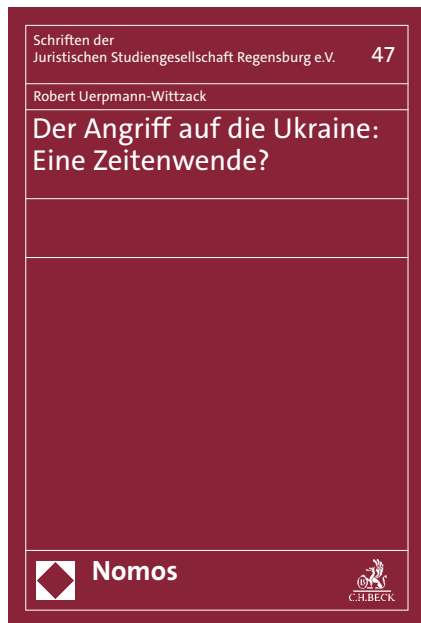 Schriften der
Juristischen Studiengesellschaft Regensburg e.V. 47
Robert Uerpmann-Wittzack
Der Angriff auf die Ukraine:
Eine Zeitenwende?
Nomos
C.H.BECK